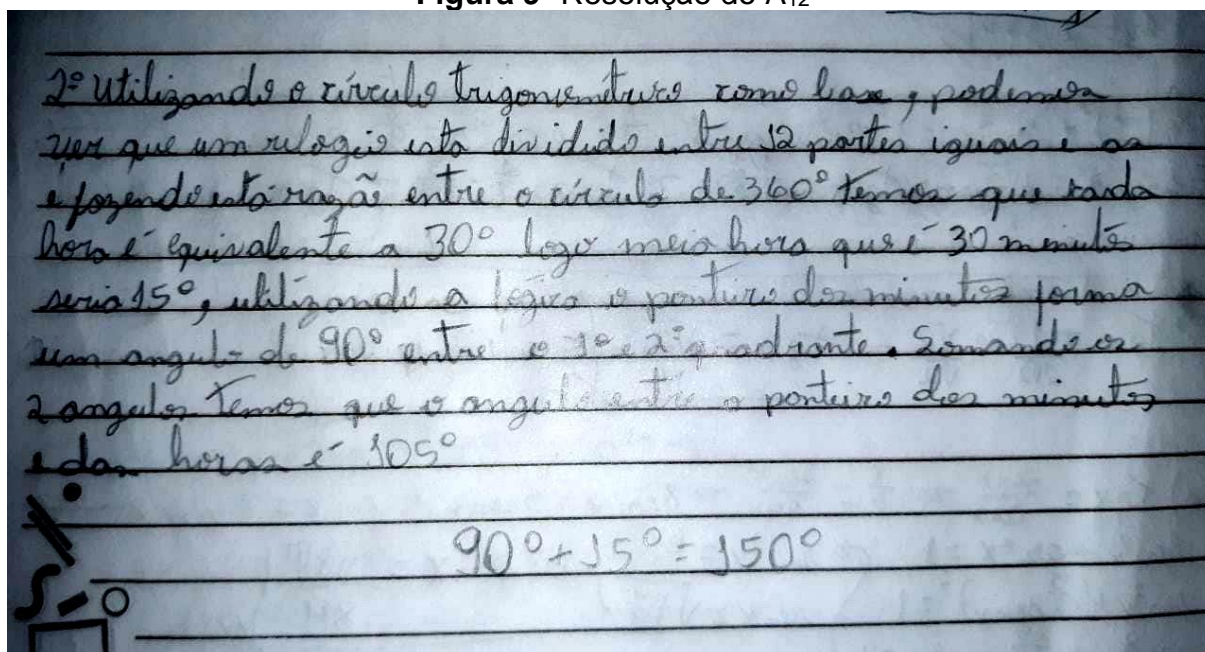 Figura 9- Resolução de A12
2º Utilizando o círculo trigonométrico como base, podemos
ver que um relogio esta dividido entre 12 partes iguais e as
e fazendo esta razão entre o círculo de 360° temos que cada
hora é equivalente a 30° logo meia hora que é 30 minutos
seria 15°, utilizando a lógica o ponteiro dos minutos forma
um angulo de 90° entre o 1º e 2º quadrante. Somando os
2 angulos temos que o angulo entre o ponteiro dos minutos
e das horas é 105°
90° + 15° = 150°